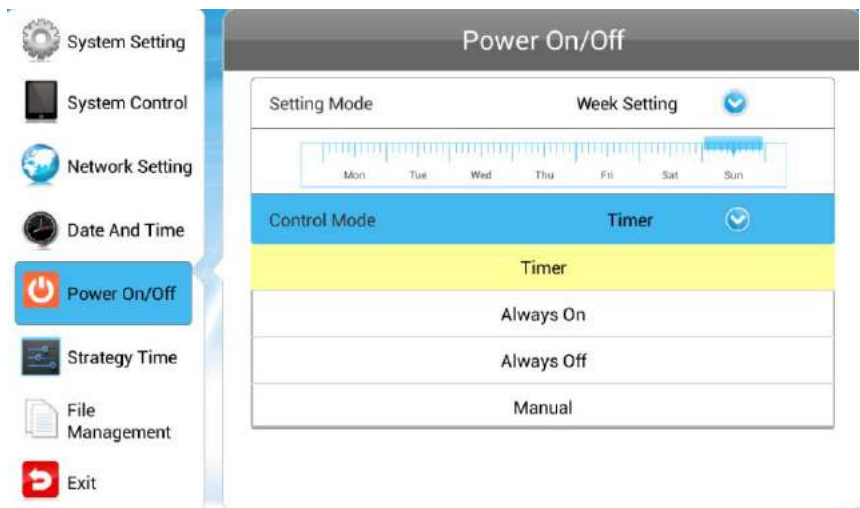 System Setting
System Control
Network Setting
Date And Time
Power On/Off
Strategy Time
File
Management
Exit
Power On/Off
Setting Mode Week Setting
Mon Tue Wed Thu Fri Sat Sun
Control Mode Timer
Timer
Always On
Always Off
Manual